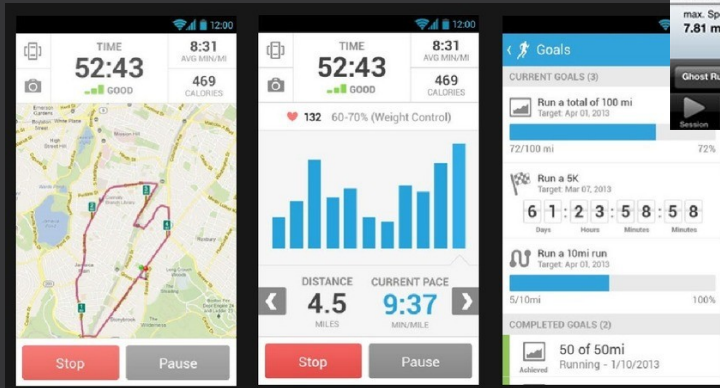 12:00
TIME
52:43
GOOD
8:31
AVG MIN/MI
469
CALORIES
Stop
Pause
12:00
TIME
52:43
GOOD
8:31
AVG MIN/MI
469
CALORIES
132 60-70% (Weight Control)
DISTANCE
4.5
MILES
CURRENT PACE
9:37
MIN/MILE
Stop
Pause
Goals
CURRENT GOALS (3)
Run a total of 100 mi
Target: Apr 01, 2013
72/100 mi 72%
Run a 5K
Target: Mar 07, 2013
6 1 : 2 3 : 5 8 : 5 8
Days Hours Minutes Minutes
Run a 10mi run
Target: Apr 01, 2013
5/10mi 100%
COMPLETED GOALS (2)
50 of 50mi
Achieved
Running - 1/10/2013
max. Sp
7.81 m
Ghost Ru
Session